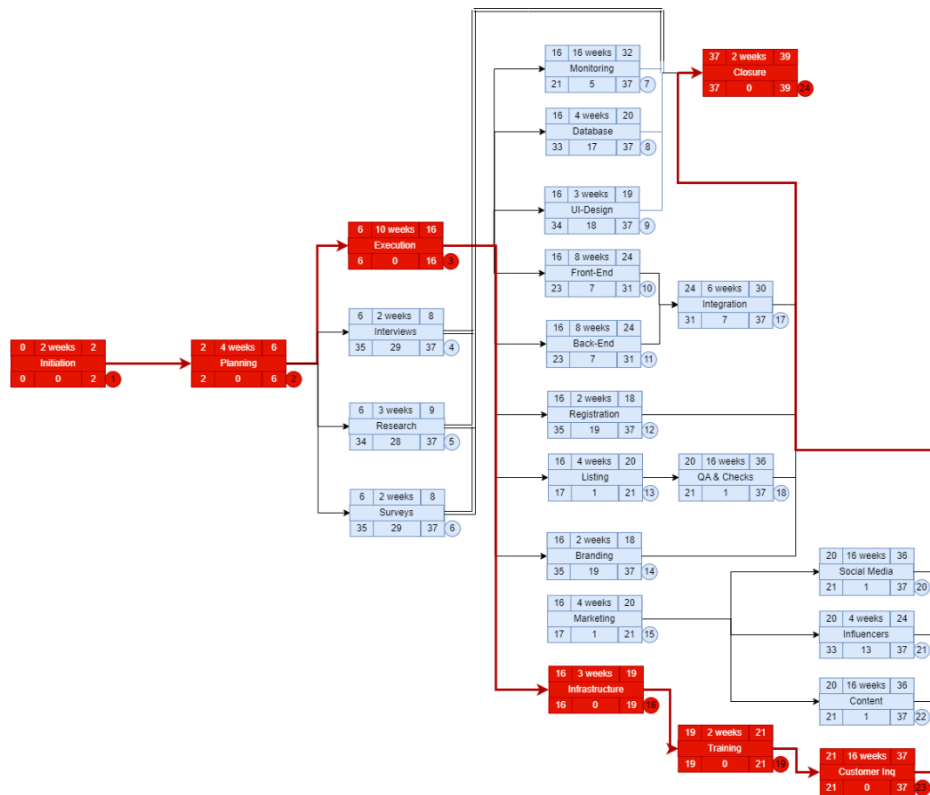 16 16 weeks 32
Monitoring
21 5 37 7
37 2 weeks 39
Closure
37 0 39 24
16 4 weeks 20
Database
33 17 37 8
16 3 weeks 19
UI-Design
34 18 37 9
6 10 weeks 16
Execution
6 0 16 3
16 8 weeks 24
Front-End
23 7 31 10
24 6 weeks 30
Integration
31 7 37 17
6 2 weeks 8
Interviews
35 29 37 4
16 8 weeks 24
Back-End
23 7 31 11
0 2 weeks 2
Initiation
0 0 2 1
2 4 weeks 6
Planning
2 0 6 2
6 3 weeks 9
Research
34 28 37 5
16 2 weeks 18
Registration
35 19 37 12
16 4 weeks 20
Listing
17 1 21 13
20 16 weeks 36
QA & Checks
21 1 37 18
6 2 weeks 8
Surveys
35 29 37 6
16 2 weeks 18
Branding
35 19 37 14
20 16 weeks 36
Social Media
21 1 37 20
16 4 weeks 20
Marketing
17 1 21 15
20 4 weeks 24
Influencers
33 13 37 21
16 3 weeks 19
Infrastructure
16 0 19 16
20 16 weeks 36
Content
21 1 37 22
19 2 weeks 21
Training
19 0 21 19
21 16 weeks 37
Customer Inq
21 0 37 23